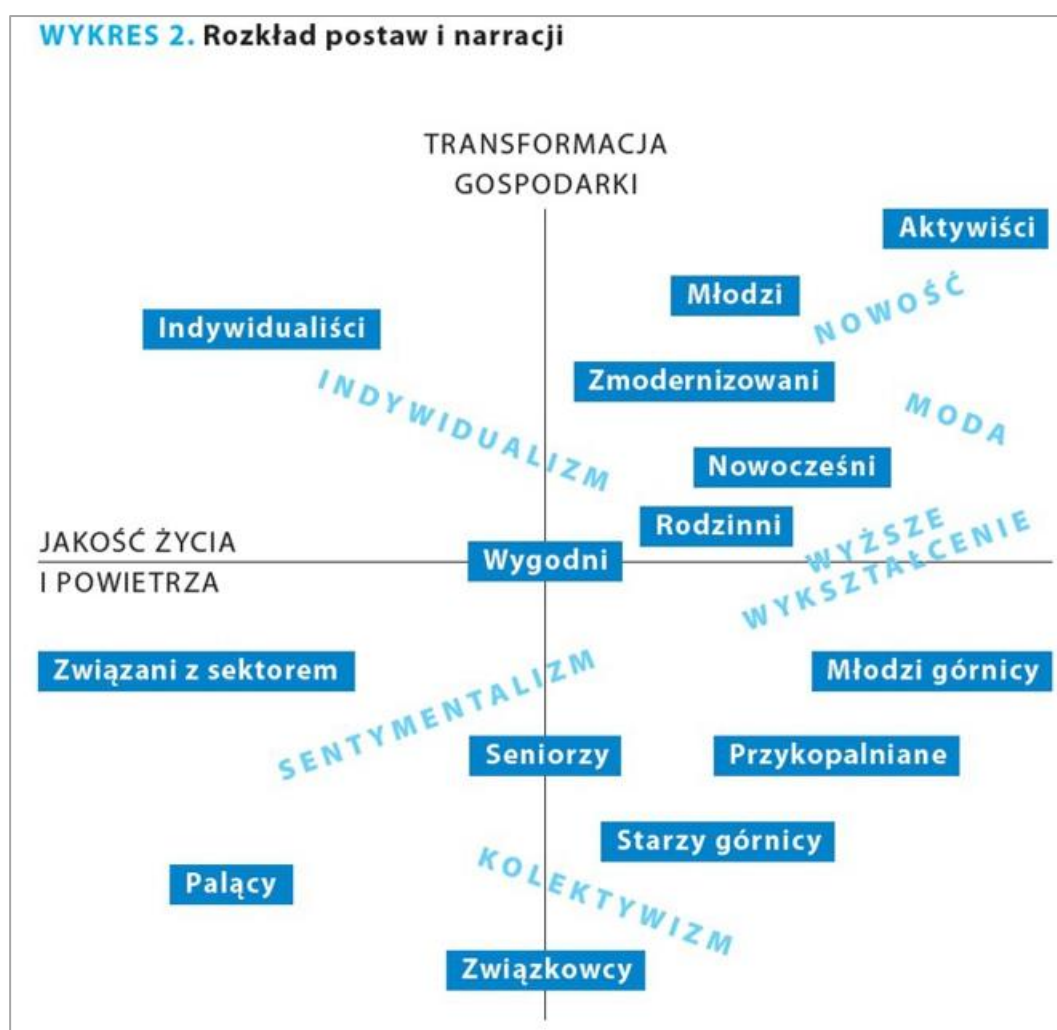 WYKRES 2. Rozkład postaw i narracji
TRANSFORMACJA
GOSPODARKI
Aktywiści
Młodzi
NOWOŚĆ
Indywidualiści
Zmodernizowani
INDYWIDUALIZM
MODA
Nowocześni
Rodzinni
JAKOŚĆ ŻYCIA
I POWIETRZA
Wygodni
WYŻSZE
WYKSZTAŁCENIE
Związani z sektorem
Młodzi górnicy
SENTYMENTALIZM
Seniorzy
Przykopalniane
Starzy górnicy
Palący
KOLEKTYWIZM
Związkowcy